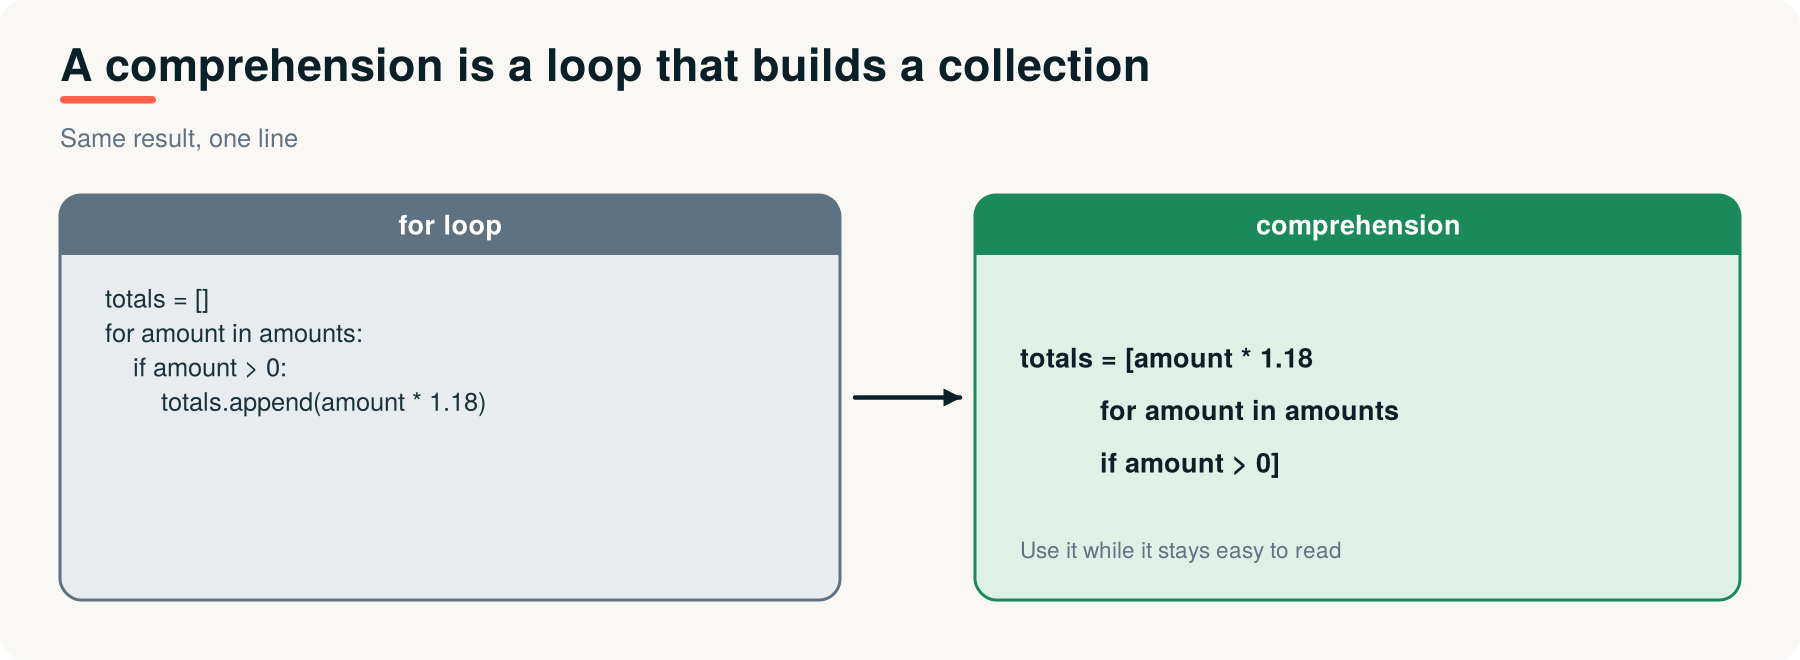 A comprehension is a loop that builds a collection
Same result, one line
for loop
totals = []
for amount in amounts:
    if amount > 0:
        totals.append(amount * 1.18)
comprehension
totals = [amount * 1.18
for amount in amounts
if amount > 0]
Use it while it stays easy to read